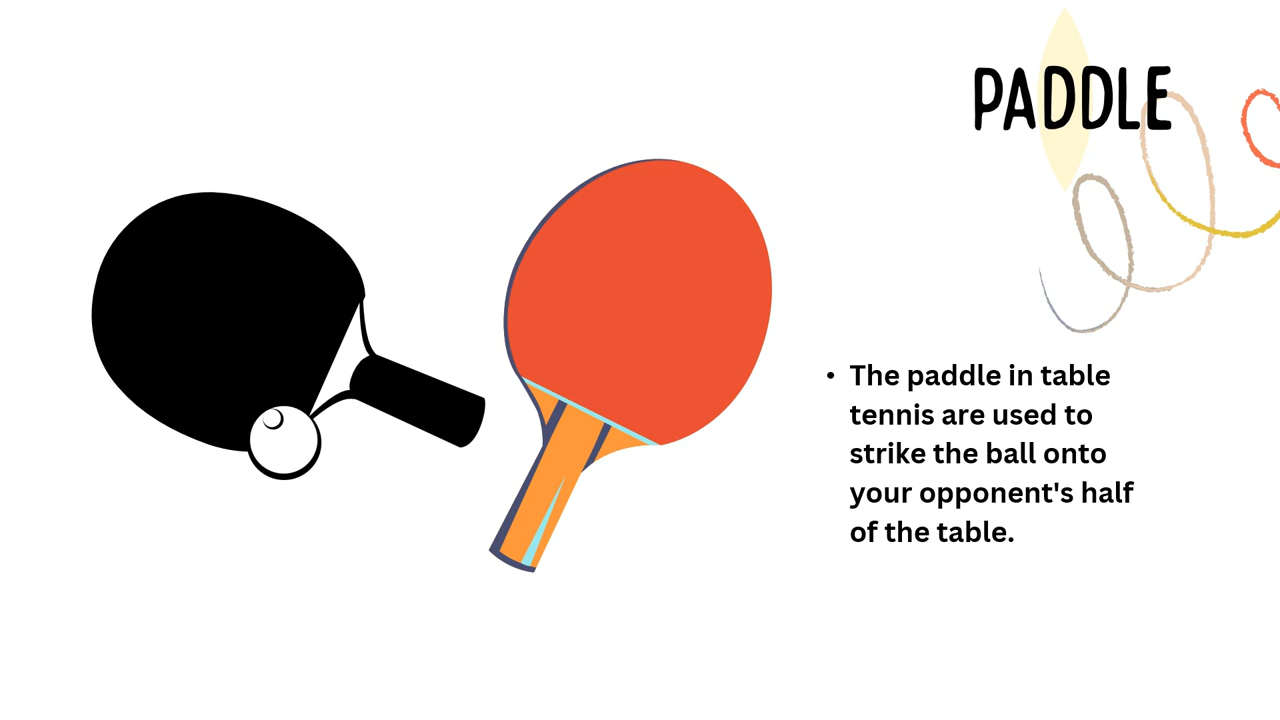 PADDLE
• The paddle in table
tennis are used to
strike the ball onto
your opponent's half
of the table.